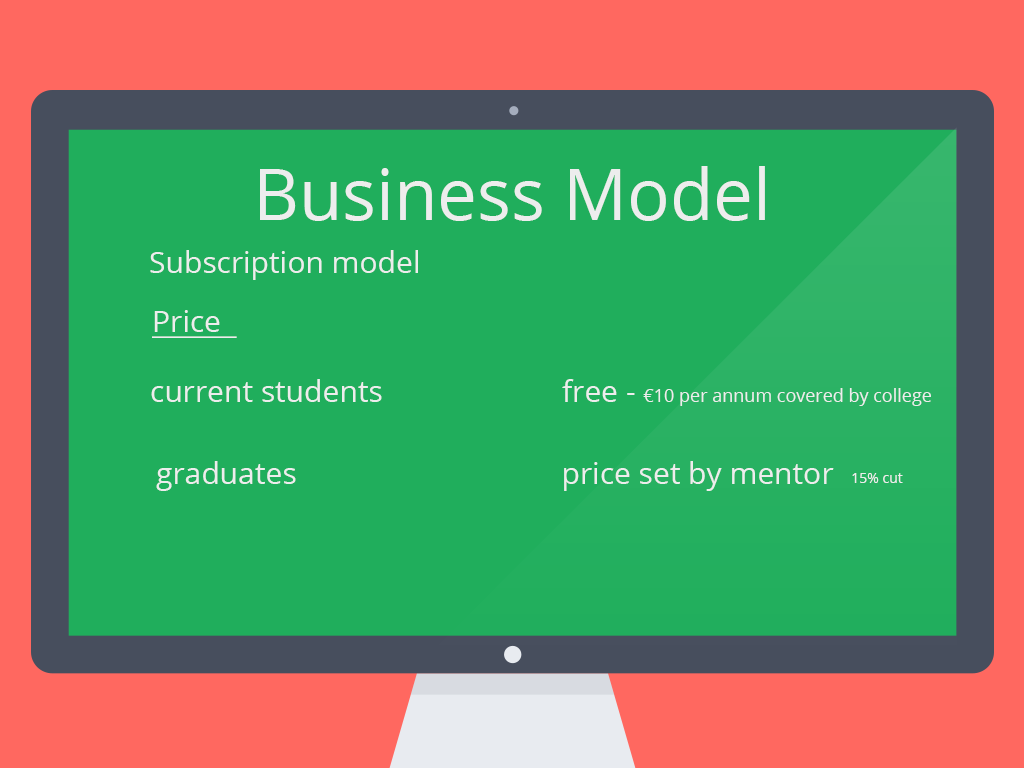 Business Model
Subscription model
Price
current students free - €10 per annum covered by college
graduates price set by mentor 15% cut